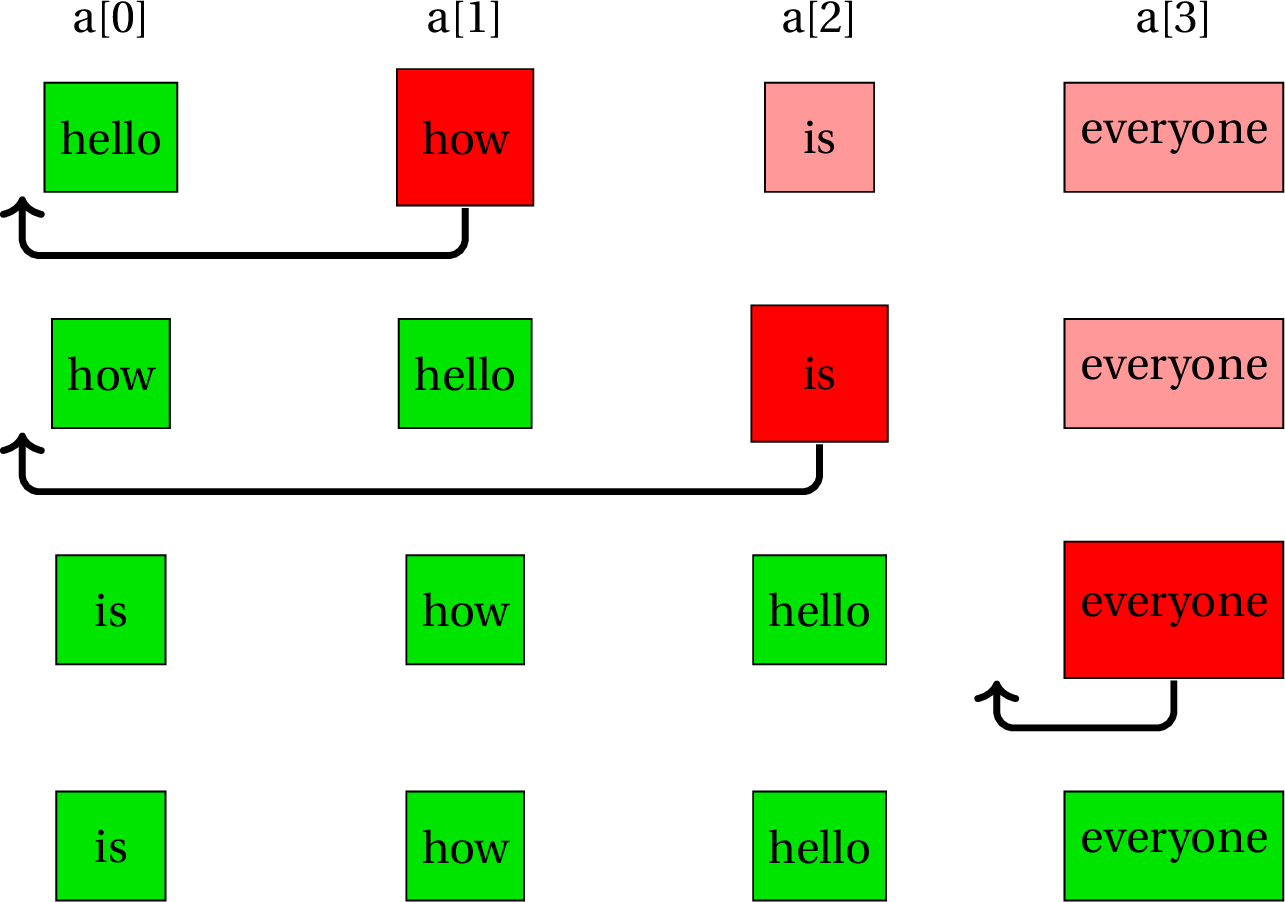 a[0] a[1] a[2] a[3]
hello how is everyone
how hello is everyone
is how hello everyone
is how hello everyone